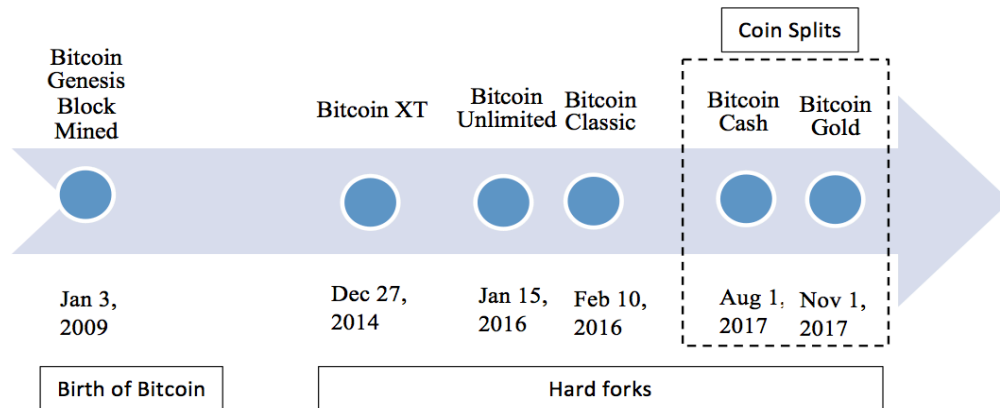 Coin Splits
Bitcoin
Genesis
Block
Mined
Bitcoin XT
Bitcoin
Unlimited
Bitcoin
Classic
Bitcoin
Cash
Bitcoin
Gold
Jan 3,
2009
Dec 27,
2014
Jan 15,
2016
Feb 10,
2016
Aug 1,
2017
Nov 1,
2017
Birth of Bitcoin
Hard forks